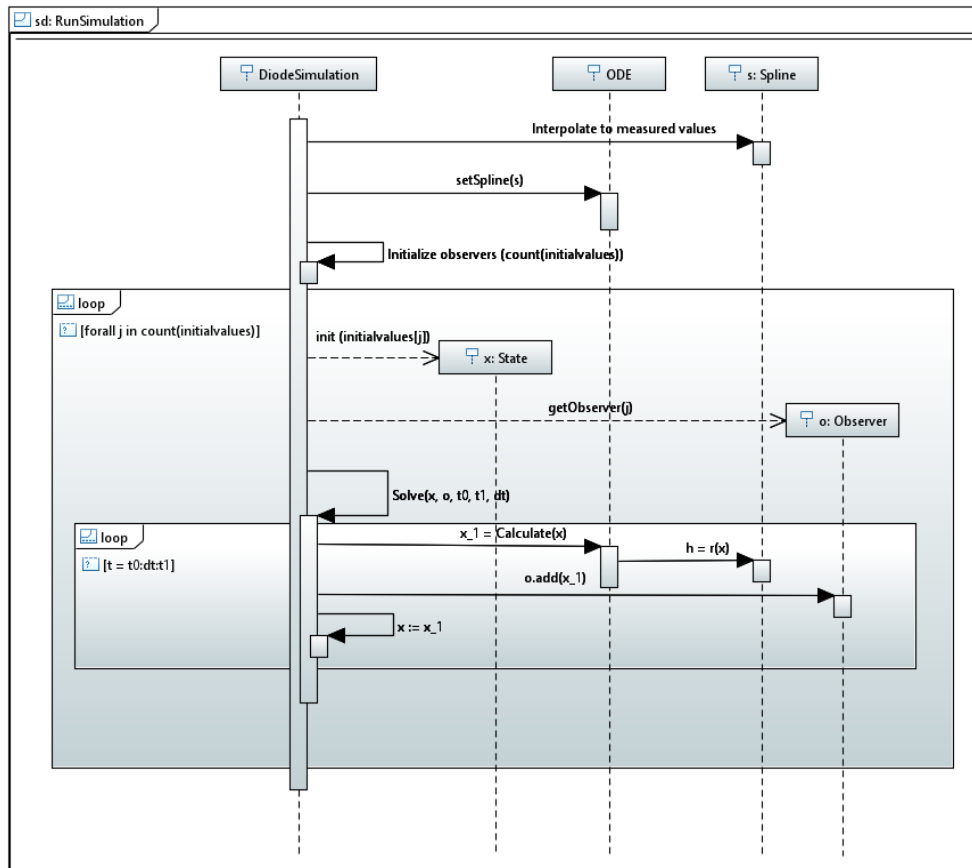 sd: RunSimulation
DiodeSimulation
ODE
s: Spline
Interpolate to measured values
setSpline(s)
Initialize observers (count(initialvalues))
loop
[forall j in count(initialvalues)]
init (initialvalues[j])
x: State
getObserver(j)
o: Observer
Solve(x, o, t0, t1, dt)
loop
x_1 = Calculate(x)
h = r(x)
[t = t0:dt:t1]
o.add(x_1)
x := x_1